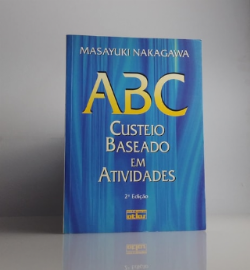 MASAYUKI NAKAGAWA
ABC
CUSTEIO
BASEADO
EM
ATIVIDADES
2ª Edição